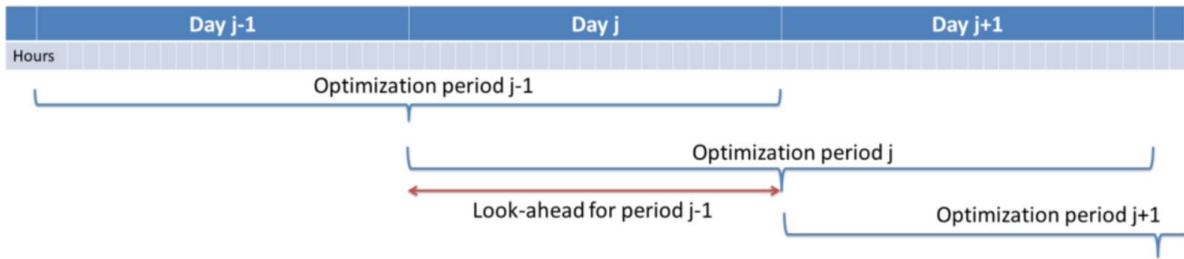 Day j-1 Day j Day j+1
Hours
Optimization period j-1
Optimization period j
Look-ahead for period j-1
Optimization period j+1